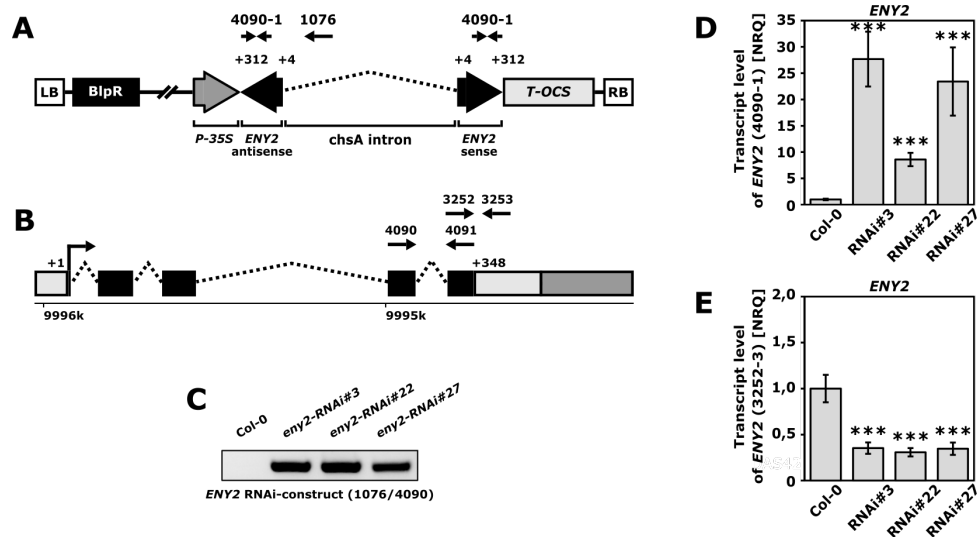 A
4090-1 1076 4090-1
+312 +4 +4 +312
LB BlpR T-OCS RB
P-35S ENY2 antisense chsA intron ENY2 sense
B
3252 3253
4090 4091
+1 +348
9996k 9995k
C
Col-0 eny2-RNAi#3 eny2-RNAi#22 eny2-RNAi#27
ENY2 RNAi-construct (1076/4090)
D
ENY2
Transcript level
of ENY2 (4090-1) [NRQ]
35
30
25
20
15
10
5
0
*** *** ***
Col-0 RNAi#3 RNAi#22 RNAi#27
E
ENY2
Transcript level
of ENY2 (3252-3) [NRQ]
2,0
1,5
1,0
0,5
0
*** *** ***
Col-0 RNAi#3 RNAi#22 RNAi#27